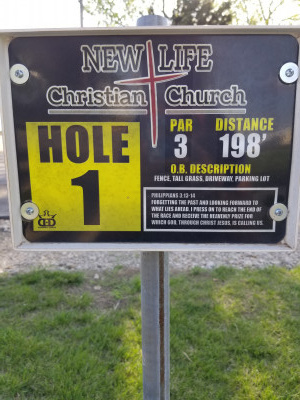 NEW LIFE
Christian Church
HOLE
1
PAR
3
DISTANCE
198'
O.B. DESCRIPTION
FENCE, TALL GRASS, DRIVEWAY, PARKING LOT
PHILIPPIANS 3:13-14
FORGETTING THE PAST AND LOOKING FORWARD TO
WHAT LIES AHEAD, I PRESS ON TO REACH THE END OF
THE RACE AND RECEIVE THE HEAVENLY PRIZE FOR
WHICH GOD, THROUGH CHRIST JESUS, IS CALLING US.